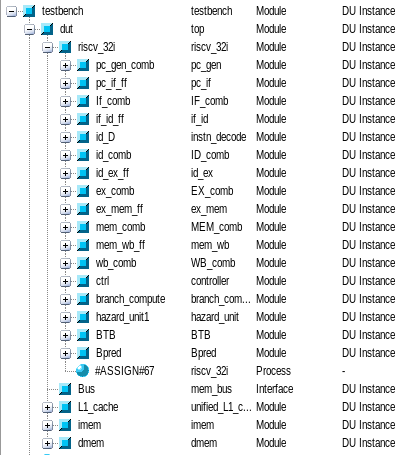 testbench testbench Module DU Instance
dut top Module DU Instance
riscv_32i riscv_32i Module DU Instance
pc_gen_comb pc_gen Module DU Instance
pc_if_ff pc_if Module DU Instance
If_comb IF_comb Module DU Instance
if_id_ff if_id Module DU Instance
id_D instn_decode Module DU Instance
id_comb ID_comb Module DU Instance
id_ex_ff id_ex Module DU Instance
ex_comb EX_comb Module DU Instance
ex_mem_ff ex_mem Module DU Instance
mem_comb MEM_comb Module DU Instance
mem_wb_ff mem_wb Module DU Instance
wb_comb WB_comb Module DU Instance
ctrl controller Module DU Instance
branch_compute branch_com... Module DU Instance
hazard_unit1 hazard_unit Module DU Instance
BTB BTB Module DU Instance
Bpred Bpred Module DU Instance
#ASSIGN#67 riscv_32i Process -
Bus mem_bus Interface DU Instance
L1_cache unified_L1_c... Module DU Instance
imem imem Module DU Instance
dmem dmem Module DU Instance